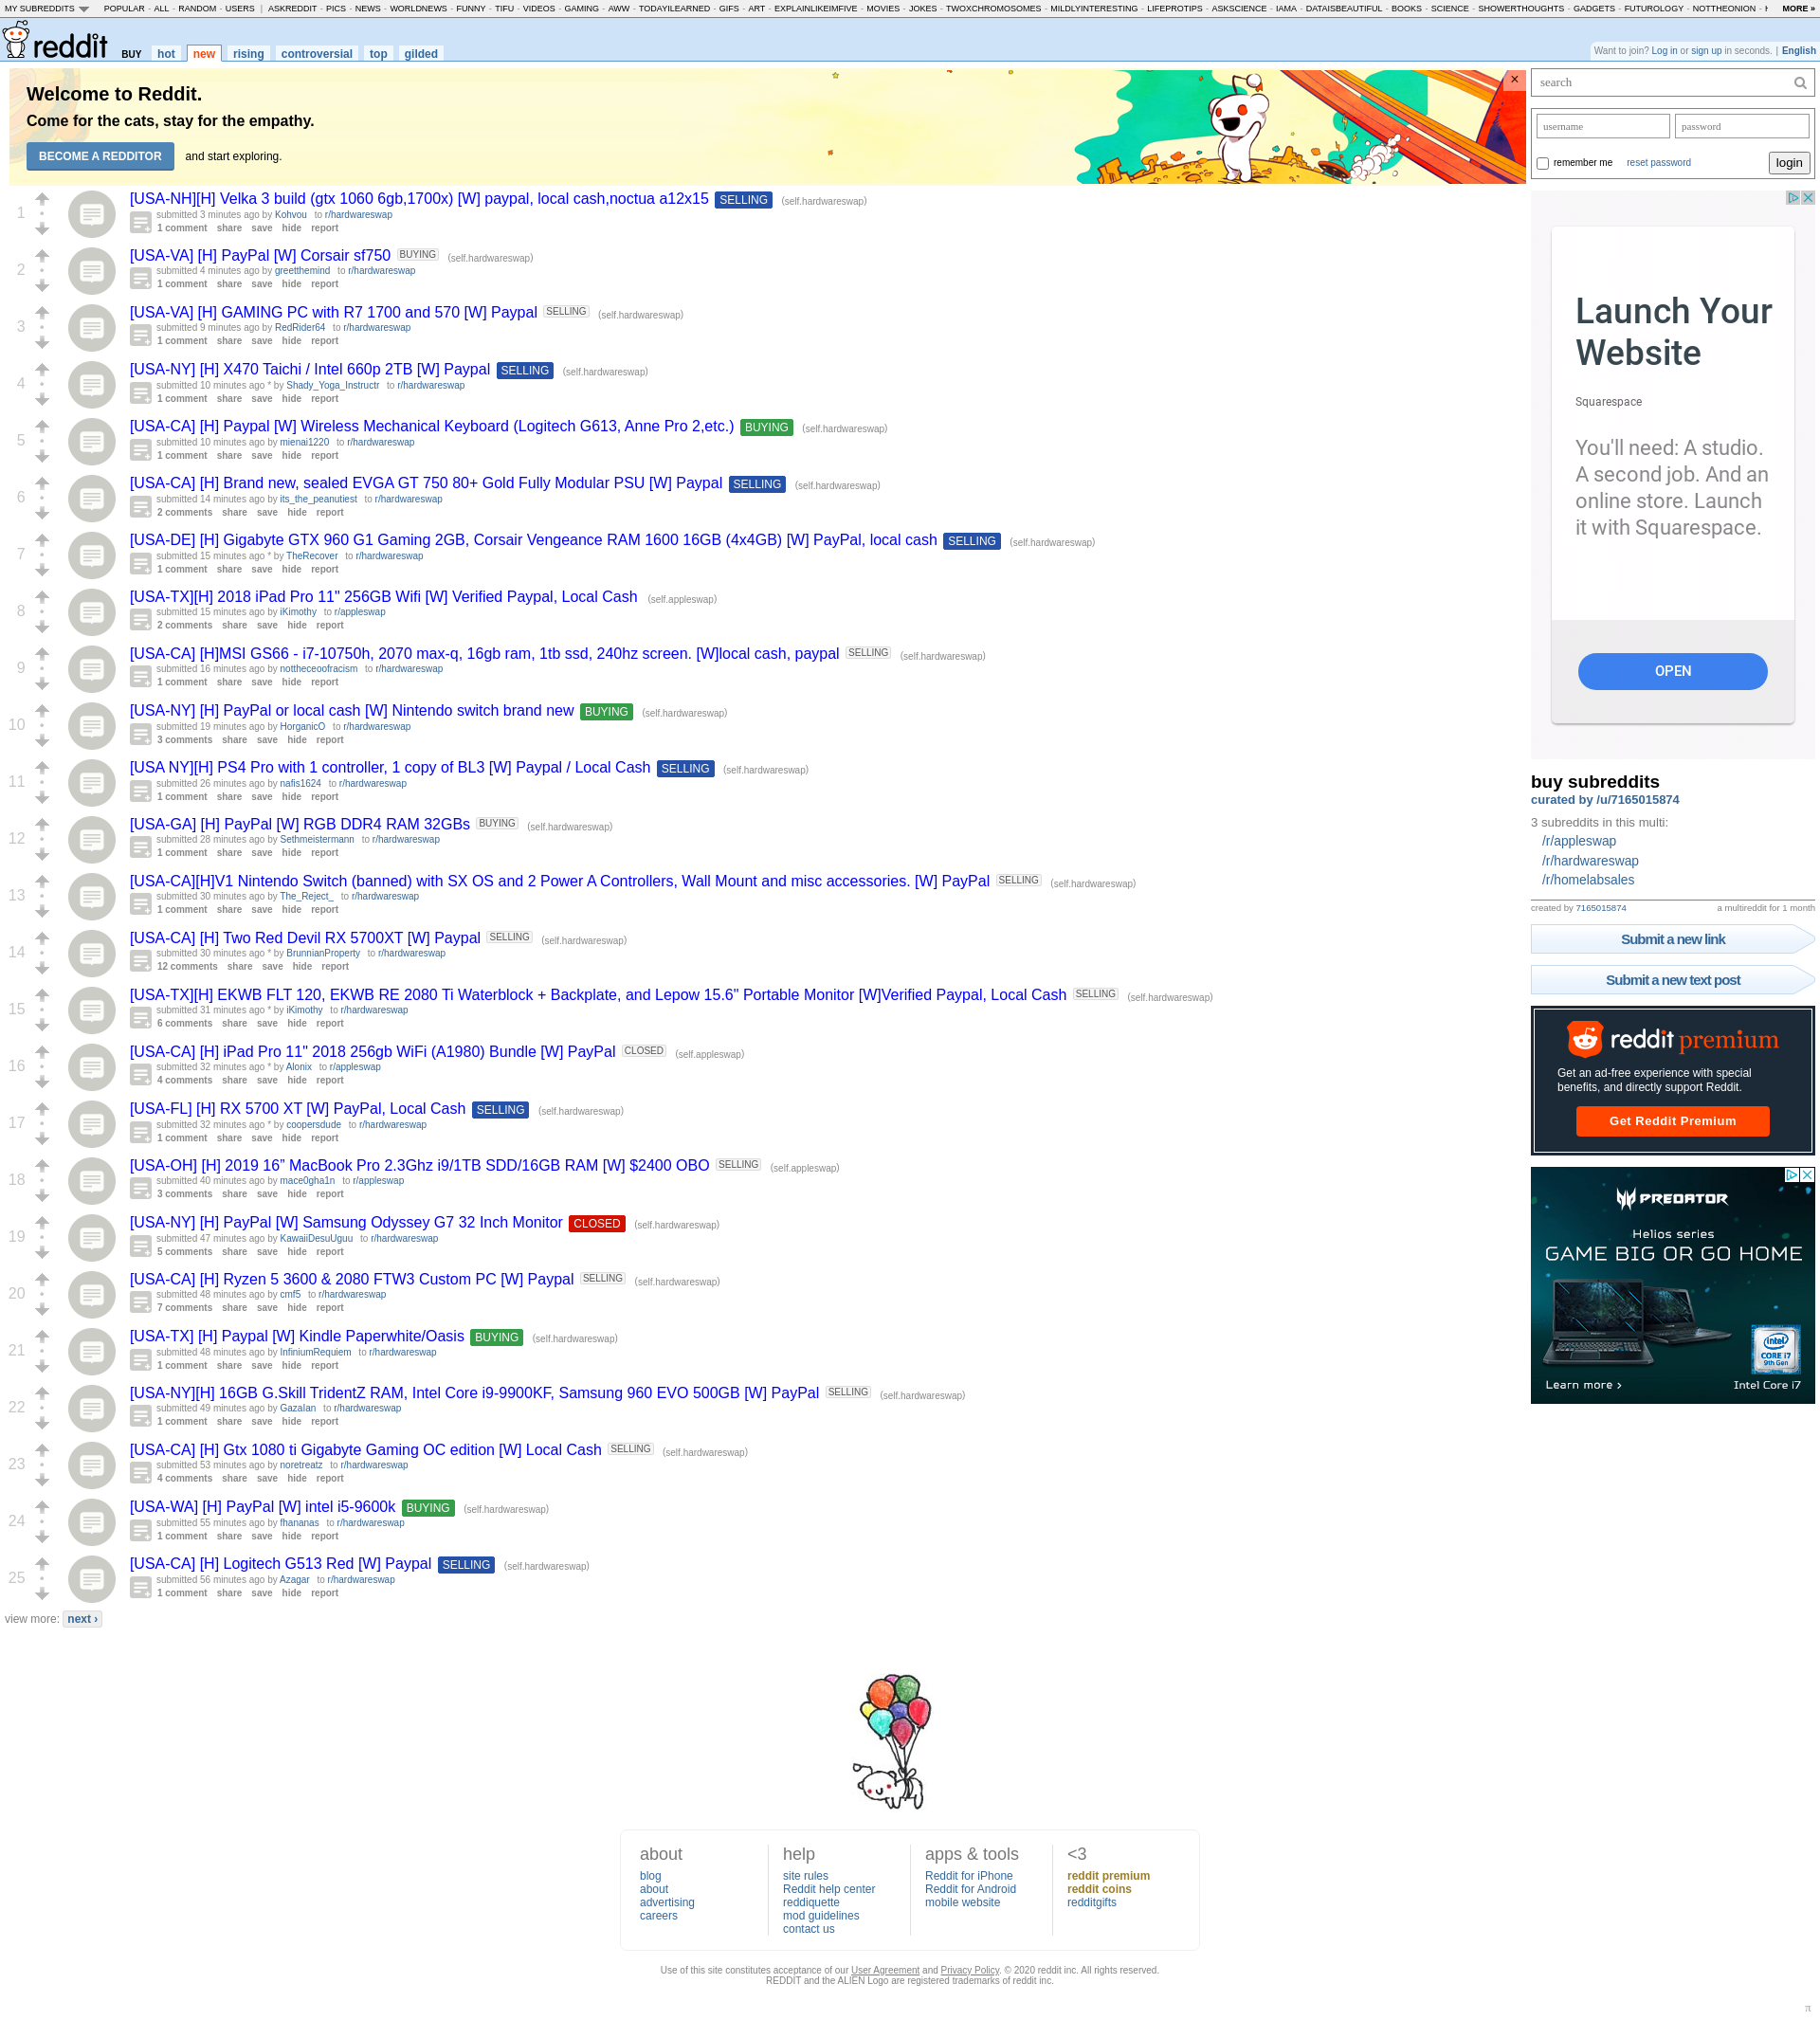 MY SUBREDDITS POPULAR - ALL - RANDOM - USERS | ASKREDDIT - PICS - NEWS - WORLDNEWS - FUNNY - TIFU - VIDEOS - GAMING - AWW - TODAYILEARNED - GIFS - ART - EXPLAINLIKEIMFIVE - MOVIES - JOKES - TWOXCHROMOSOMES - MILDLYINTERESTING - LIFEPROTIPS - ASKSCIENCE - IAMA - DATAISBEAUTIFUL - BOOKS - SCIENCE - SHOWERTHOUGHTS - GADGETS - FUTUROLOGY - NOTTHEONION - MORE »
reddit BUY hot new rising controversial top gilded
Want to join? Log in or sign up in seconds. | English
Welcome to Reddit.
Come for the cats, stay for the empathy.
BECOME A REDDITOR and start exploring.
×
1
[USA-NH][H] Velka 3 build (gtx 1060 6gb,1700x) [W] paypal, local cash,noctua a12x15 SELLING (self.hardwareswap)
submitted 3 minutes ago by Kohvou to r/hardwareswap
1 comment share save hide report
2
[USA-VA] [H] PayPal [W] Corsair sf750 BUYING (self.hardwareswap)
submitted 4 minutes ago by greetthemind to r/hardwareswap
1 comment share save hide report
3
[USA-VA] [H] GAMING PC with R7 1700 and 570 [W] Paypal SELLING (self.hardwareswap)
submitted 9 minutes ago by RedRider64 to r/hardwareswap
1 comment share save hide report
4
[USA-NY] [H] X470 Taichi / Intel 660p 2TB [W] Paypal SELLING (self.hardwareswap)
submitted 10 minutes ago * by Shady_Yoga_Instructr to r/hardwareswap
1 comment share save hide report
5
[USA-CA] [H] Paypal [W] Wireless Mechanical Keyboard (Logitech G613, Anne Pro 2,etc.) BUYING (self.hardwareswap)
submitted 10 minutes ago by mienai1220 to r/hardwareswap
1 comment share save hide report
6
[USA-CA] [H] Brand new, sealed EVGA GT 750 80+ Gold Fully Modular PSU [W] Paypal SELLING (self.hardwareswap)
submitted 14 minutes ago by its_the_peanutiest to r/hardwareswap
2 comments share save hide report
7
[USA-DE] [H] Gigabyte GTX 960 G1 Gaming 2GB, Corsair Vengeance RAM 1600 16GB (4x4GB) [W] PayPal, local cash SELLING (self.hardwareswap)
submitted 15 minutes ago * by TheRecover to r/hardwareswap
1 comment share save hide report
8
[USA-TX][H] 2018 iPad Pro 11" 256GB Wifi [W] Verified Paypal, Local Cash (self.appleswap)
submitted 15 minutes ago by iKimothy to r/appleswap
2 comments share save hide report
9
[USA-CA] [H]MSI GS66 - i7-10750h, 2070 max-q, 16gb ram, 1tb ssd, 240hz screen. [W]local cash, paypal SELLING (self.hardwareswap)
submitted 16 minutes ago by nottheceoofracism to r/hardwareswap
1 comment share save hide report
10
[USA-NY] [H] PayPal or local cash [W] Nintendo switch brand new BUYING (self.hardwareswap)
submitted 19 minutes ago by HorganicO to r/hardwareswap
3 comments share save hide report
11
[USA NY][H] PS4 Pro with 1 controller, 1 copy of BL3 [W] Paypal / Local Cash SELLING (self.hardwareswap)
submitted 26 minutes ago by nafis1624 to r/hardwareswap
1 comment share save hide report
12
[USA-GA] [H] PayPal [W] RGB DDR4 RAM 32GBs BUYING (self.hardwareswap)
submitted 28 minutes ago by Sethmeistermann to r/hardwareswap
1 comment share save hide report
13
[USA-CA][H]V1 Nintendo Switch (banned) with SX OS and 2 Power A Controllers, Wall Mount and misc accessories. [W] PayPal SELLING (self.hardwareswap)
submitted 30 minutes ago by The_Reject_ to r/hardwareswap
1 comment share save hide report
14
[USA-CA] [H] Two Red Devil RX 5700XT [W] Paypal SELLING (self.hardwareswap)
submitted 30 minutes ago * by BrunnianProperty to r/hardwareswap
12 comments share save hide report
15
[USA-TX][H] EKWB FLT 120, EKWB RE 2080 Ti Waterblock + Backplate, and Lepow 15.6" Portable Monitor [W]Verified Paypal, Local Cash SELLING (self.hardwareswap)
submitted 31 minutes ago * by iKimothy to r/hardwareswap
6 comments share save hide report
16
[USA-CA] [H] iPad Pro 11" 2018 256gb WiFi (A1980) Bundle [W] PayPal CLOSED (self.appleswap)
submitted 32 minutes ago * by Alonix to r/appleswap
4 comments share save hide report
17
[USA-FL] [H] RX 5700 XT [W] PayPal, Local Cash SELLING (self.hardwareswap)
submitted 32 minutes ago * by coopersdude to r/hardwareswap
1 comment share save hide report
18
[USA-OH] [H] 2019 16” MacBook Pro 2.3Ghz i9/1TB SDD/16GB RAM [W] $2400 OBO SELLING (self.appleswap)
submitted 40 minutes ago by mace0gha1n to r/appleswap
3 comments share save hide report
19
[USA-NY] [H] PayPal [W] Samsung Odyssey G7 32 Inch Monitor CLOSED (self.hardwareswap)
submitted 47 minutes ago by KawaiiDesuUguu to r/hardwareswap
5 comments share save hide report
20
[USA-CA] [H] Ryzen 5 3600 & 2080 FTW3 Custom PC [W] Paypal SELLING (self.hardwareswap)
submitted 48 minutes ago by cmf5 to r/hardwareswap
7 comments share save hide report
21
[USA-TX] [H] Paypal [W] Kindle Paperwhite/Oasis BUYING (self.hardwareswap)
submitted 48 minutes ago by InfiniumRequiem to r/hardwareswap
1 comment share save hide report
22
[USA-NY][H] 16GB G.Skill TridentZ RAM, Intel Core i9-9900KF, Samsung 960 EVO 500GB [W] PayPal SELLING (self.hardwareswap)
submitted 49 minutes ago by Gazalan to r/hardwareswap
1 comment share save hide report
23
[USA-CA] [H] Gtx 1080 ti Gigabyte Gaming OC edition [W] Local Cash SELLING (self.hardwareswap)
submitted 53 minutes ago by noretreatz to r/hardwareswap
4 comments share save hide report
24
[USA-WA] [H] PayPal [W] intel i5-9600k BUYING (self.hardwareswap)
submitted 55 minutes ago by fhananas to r/hardwareswap
1 comment share save hide report
25
[USA-CA] [H] Logitech G513 Red [W] Paypal SELLING (self.hardwareswap)
submitted 56 minutes ago by Azagar to r/hardwareswap
1 comment share save hide report
view more: next ›
search
username password
remember me reset password login
Launch Your
Website
Squarespace
You'll need: A studio.
A second job. And an
online store. Launch
it with Squarespace.
OPEN
buy subreddits
curated by /u/7165015874
3 subreddits in this multi:
/r/appleswap
/r/hardwareswap
/r/homelabsales
created by 7165015874 a multireddit for 1 month
Submit a new link
Submit a new text post
reddit premium
Get an ad-free experience with special
benefits, and directly support Reddit.
Get Reddit Premium
PREDATOR
Helios series
GAME BIG OR GO HOME
intel
CORE i7
9th Gen
Learn more > Intel Core i7
about
blog
about
advertising
careers
help
site rules
Reddit help center
reddiquette
mod guidelines
contact us
apps & tools
Reddit for iPhone
Reddit for Android
mobile website
<3
reddit premium
reddit coins
redditgifts
Use of this site constitutes acceptance of our User Agreement and Privacy Policy. © 2020 reddit inc. All rights reserved.
REDDIT and the ALIEN Logo are registered trademarks of reddit inc.
π